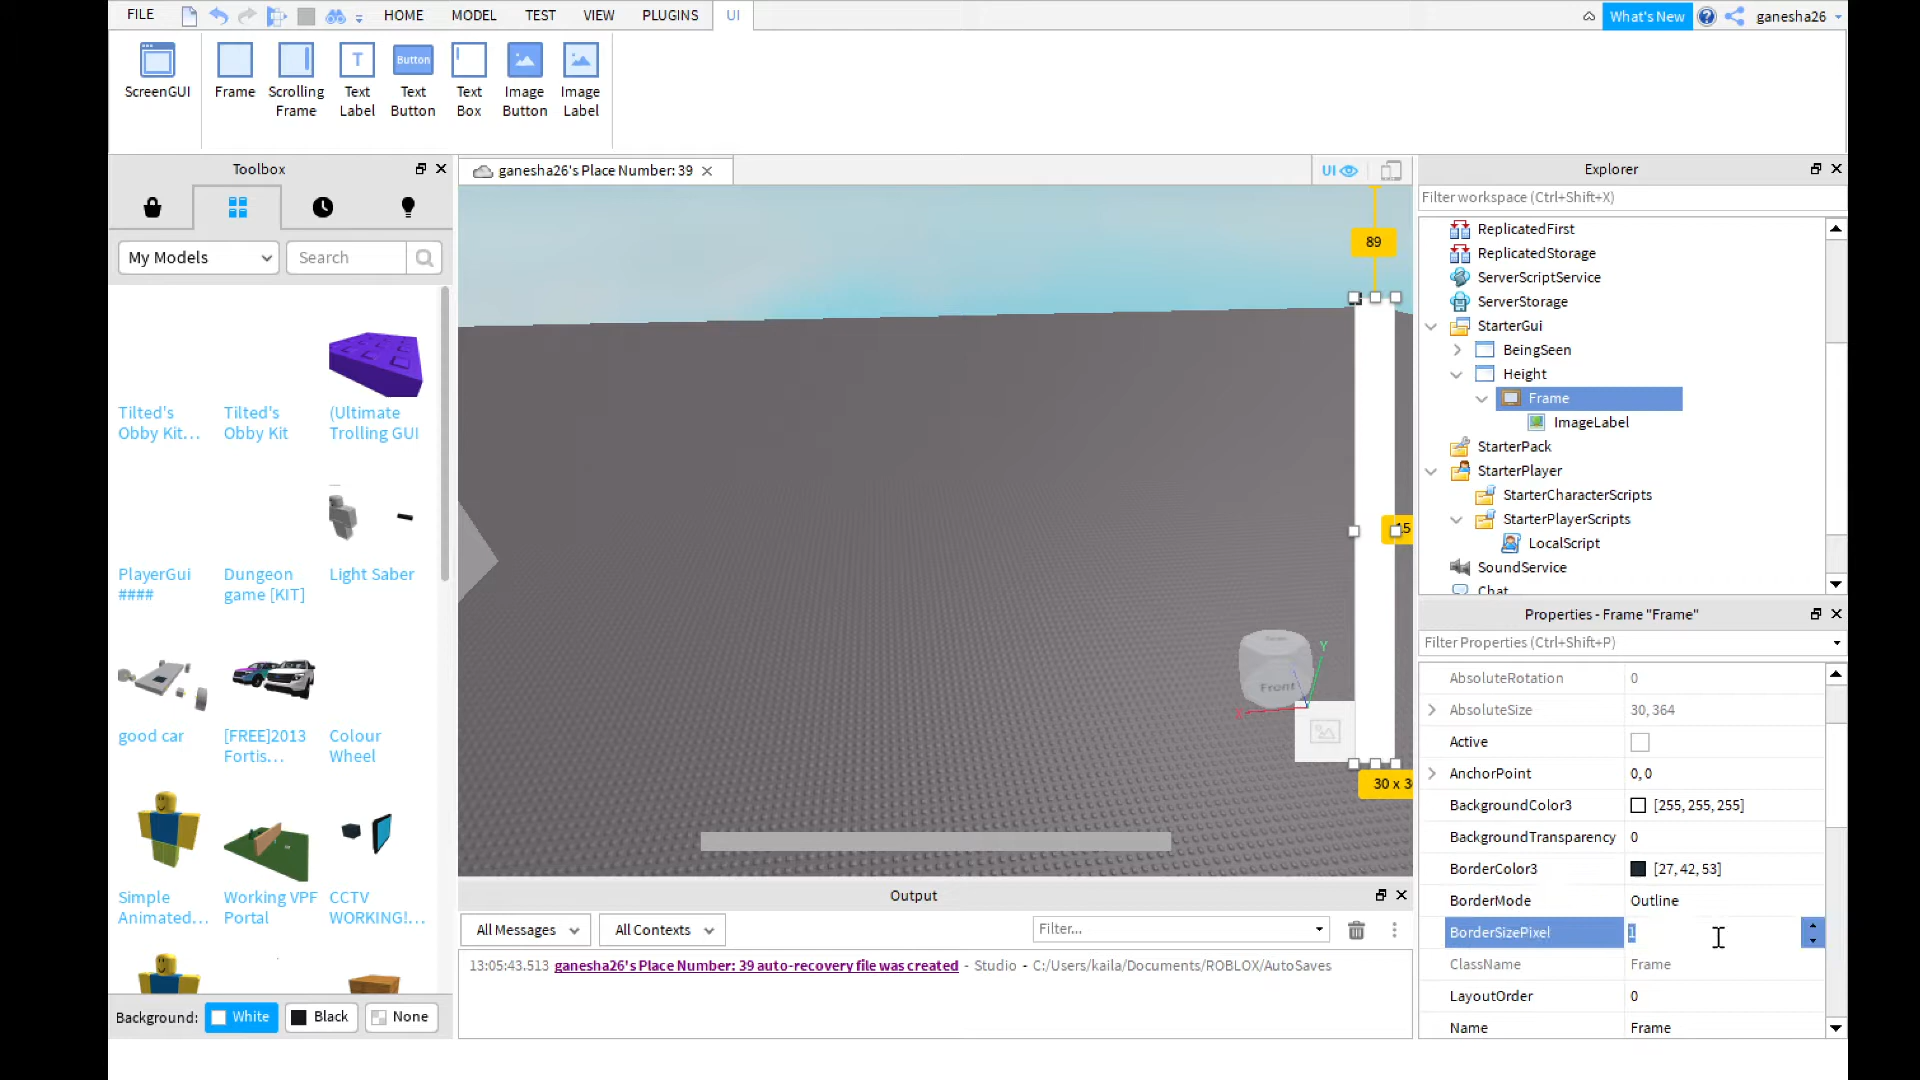 FILE
HOME
MODEL
TEST
VIEW
PLUGINS
UI
What's New
ganesha26
ScreenGUI
Frame
Scrolling
Frame
Text
Label
Button
Text
Button
Text
Box
Image
Button
Image
Label
Toolbox
My Models
Search
Tilted's
Obby Kit...
Tilted's
Obby Kit
(Ultimate
Trolling GUI
PlayerGui
####
Dungeon
game [KIT]
Light Saber
good car
[FREE]2013
Fortis...
Colour
Wheel
Simple
Animated...
Working VPF
Portal
CCTV
WORKING!...
Background:
White
Black
None
ganesha26's Place Number: 39
UI
89
30 x 3
Front
X
Y
Output
All Messages
All Contexts
Filter...
13:05:43.513 ganesha26's Place Number: 39 auto-recovery file was created - Studio - C:/Users/kaila/Documents/ROBLOX/AutoSaves
Explorer
Filter workspace (Ctrl+Shift+X)
ReplicatedFirst
ReplicatedStorage
ServerScriptService
ServerStorage
StarterGui
BeingSeen
Height
Frame
ImageLabel
StarterPack
StarterPlayer
StarterCharacterScripts
StarterPlayerScripts
LocalScript
SoundService
Chat
Properties - Frame "Frame"
Filter Properties (Ctrl+Shift+P)
AbsoluteRotation 0
AbsoluteSize 30, 364
Active
AnchorPoint 0, 0
BackgroundColor3 [255, 255, 255]
BackgroundTransparency 0
BorderColor3 [27, 42, 53]
BorderMode Outline
BorderSizePixel 1
ClassName Frame
LayoutOrder 0
Name Frame